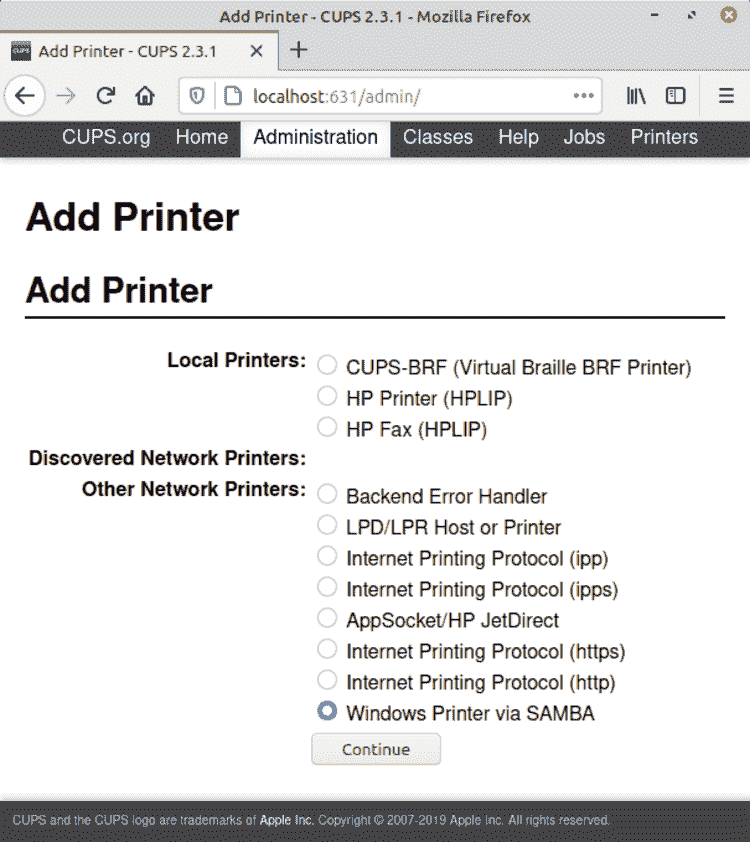 Add Printer - CUPS 2.3.1 - Mozilla Firefox
CUPS Add Printer - CUPS 2.3.1
localhost:631/admin/
CUPS.org Home Administration Classes Help Jobs Printers
Add Printer
Add Printer
Local Printers: CUPS-BRF (Virtual Braille BRF Printer)
HP Printer (HPLIP)
HP Fax (HPLIP)
Discovered Network Printers:
Other Network Printers: Backend Error Handler
LPD/LPR Host or Printer
Internet Printing Protocol (ipp)
Internet Printing Protocol (ipps)
AppSocket/HP JetDirect
Internet Printing Protocol (https)
Internet Printing Protocol (http)
Windows Printer via SAMBA
Continue
CUPS and the CUPS logo are trademarks of Apple Inc. Copyright © 2007-2019 Apple Inc. All rights reserved.